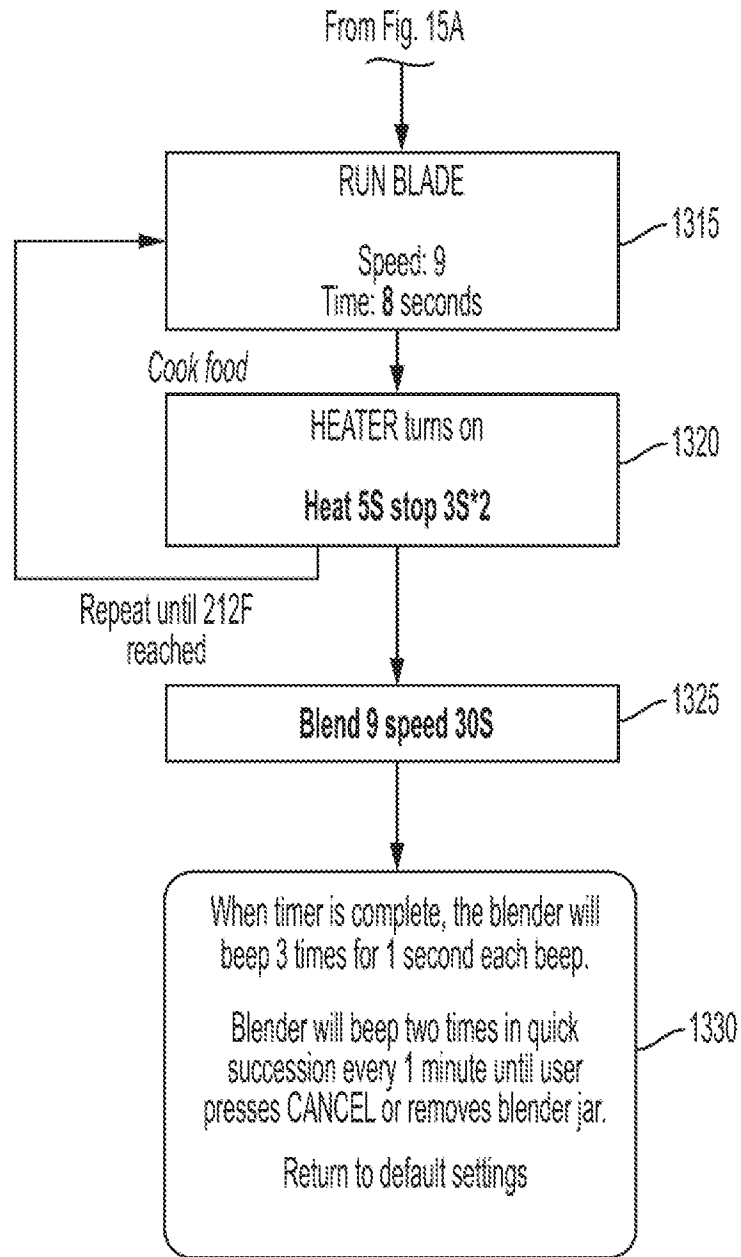 From Fig. 15A
RUN BLADE
Speed: 9
Time: 8 seconds
1315
Cook food
HEATER turns on
Heat 5S stop 3S*2
1320
Repeat until 212F
reached
Blend 9 speed 30S
1325
When timer is complete, the blender will
beep 3 times for 1 second each beep.
Blender will beep two times in quick
succession every 1 minute until user
presses CANCEL or removes blender jar.
Return to default settings
1330